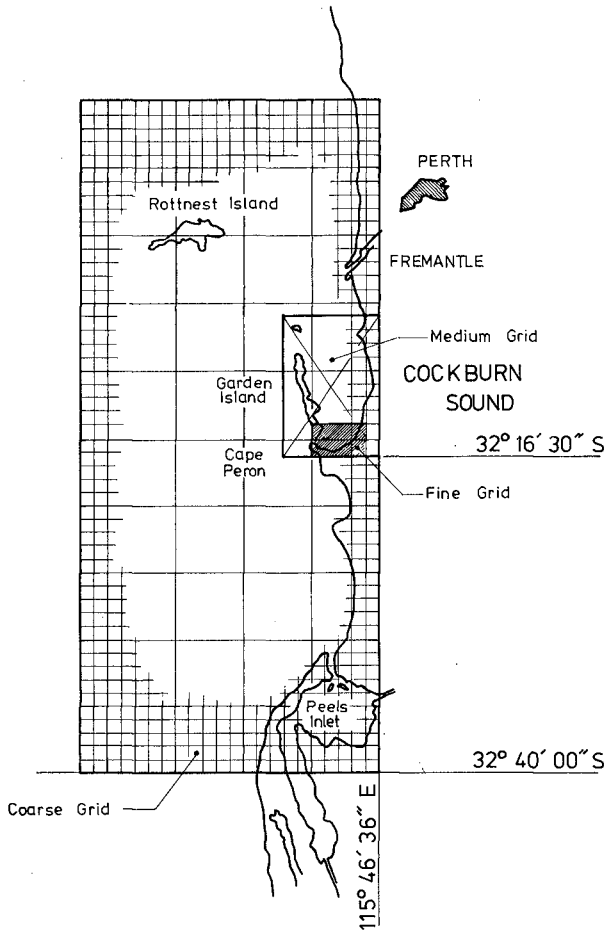 PERTH
Rottnest Island
FREMANTLE
Medium Grid
Garden
Island
COCKBURN
SOUND
Cape
Peron
32° 16′ 30″ S
Fine Grid
Peels
Inlet
32° 40′ 00″ S
Coarse Grid
115° 46′ 36″ E